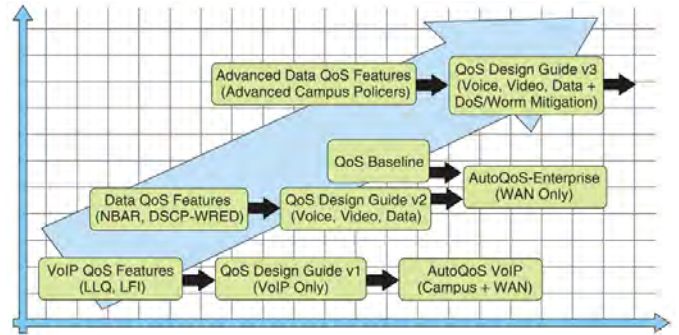 Advanced Data QoS Features
(Advanced Campus Policers)
QoS Design Guide v3
(Voice, Video, Data +
DoS/Worm Mitigation)
QoS Baseline
AutoQoS-Enterprise
(WAN Only)
Data QoS Features
(NBAR, DSCP-WRED)
QoS Design Guide v2
(Voice, Video, Data)
VoIP QoS Features
(LLQ, LFI)
QoS Design Guide v1
(VoIP Only)
AutoQoS VoIP
(Campus + WAN)